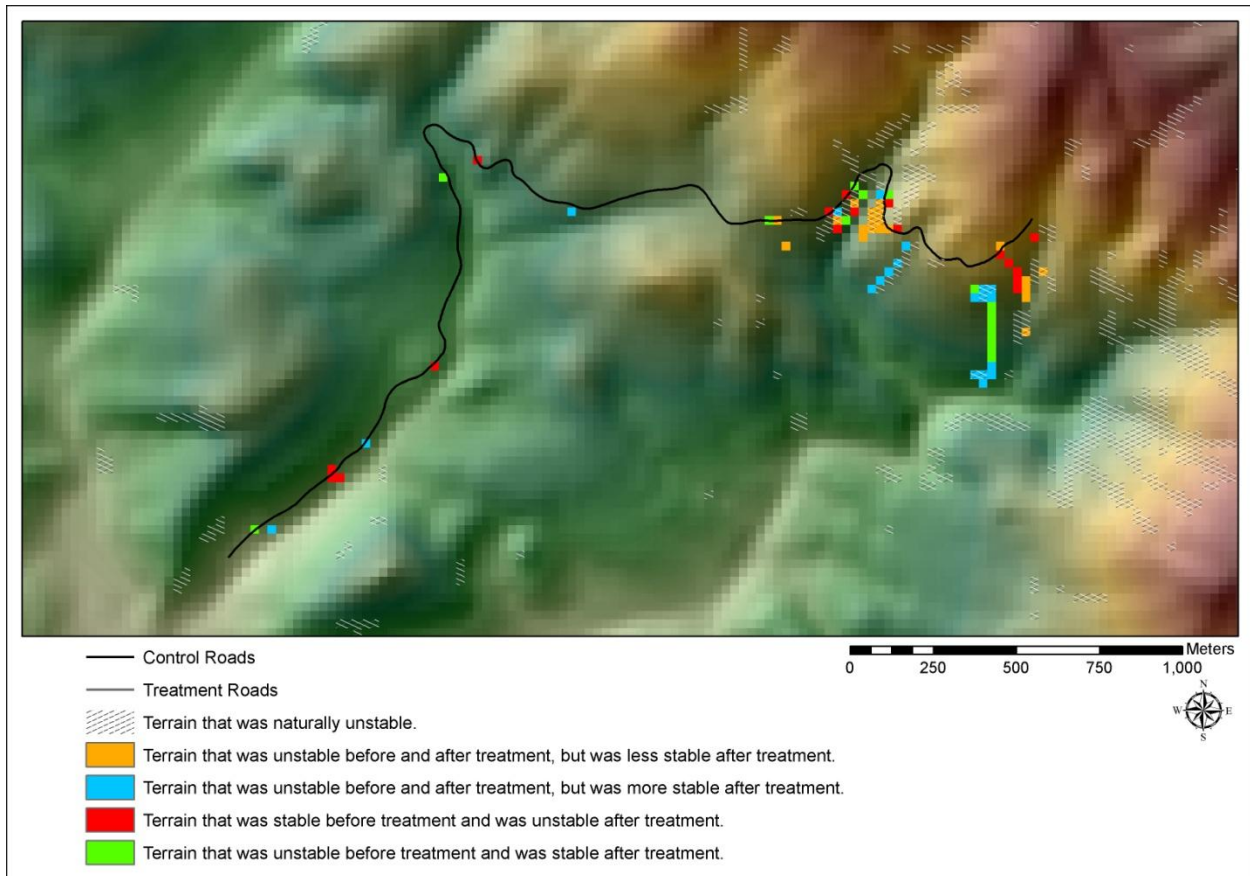 Control Roads
Treatment Roads
Terrain that was naturally unstable.
Terrain that was unstable before and after treatment, but was less stable after treatment.
Terrain that was unstable before and after treatment, but was more stable after treatment.
Terrain that was stable before treatment and was unstable after treatment.
Terrain that was unstable before treatment and was stable after treatment.
Meters
0 250 500 750 1,000
N
W E
S